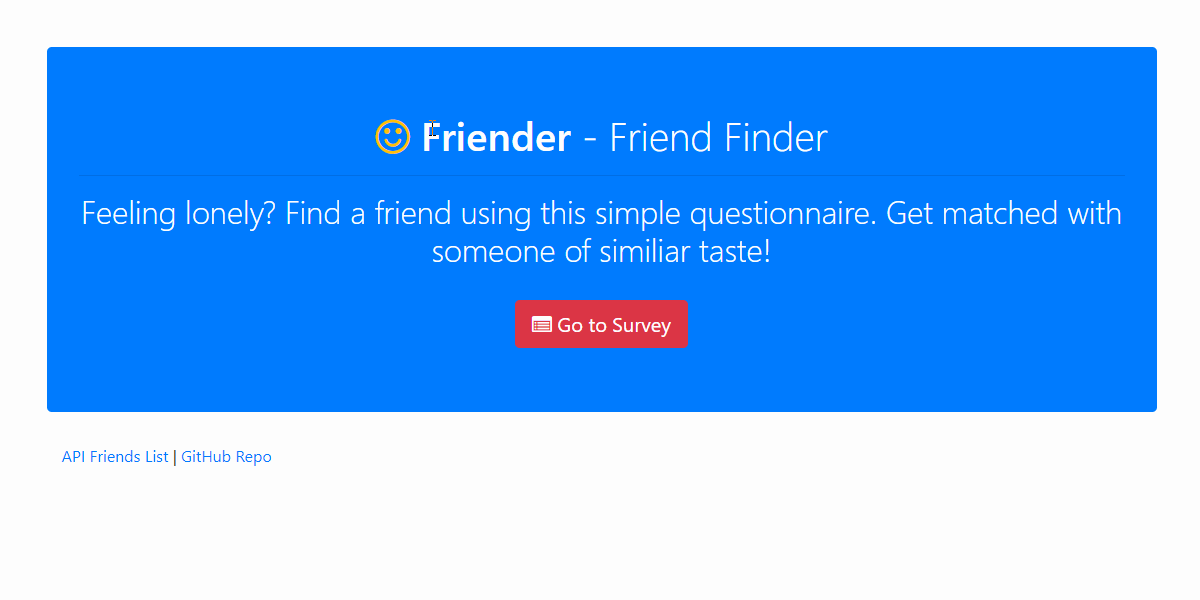 Friender - Friend Finder
Feeling lonely? Find a friend using this simple questionnaire. Get matched with
someone of similiar taste!
Go to Survey
API Friends List | GitHub Repo